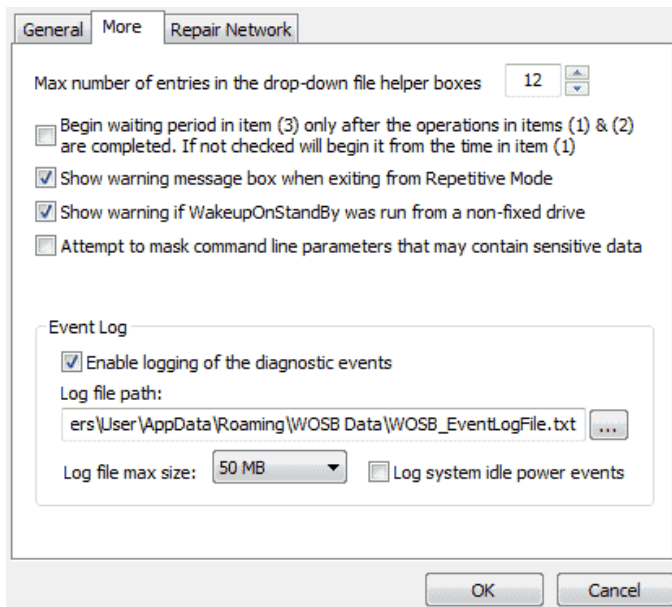 General
More
Repair Network
Max number of entries in the drop-down file helper boxes 12
Begin waiting period in item (3) only after the operations in items (1) & (2)
are completed. If not checked will begin it from the time in item (1)
Show warning message box when exiting from Repetitive Mode
Show warning if WakeupOnStandBy was run from a non-fixed drive
Attempt to mask command line parameters that may contain sensitive data
Event Log
Enable logging of the diagnostic events
Log file path:
ers\User\AppData\Roaming\WOSB Data\WOSB_EventLogFile.txt ...
Log file max size: 50 MB Log system idle power events
OK Cancel